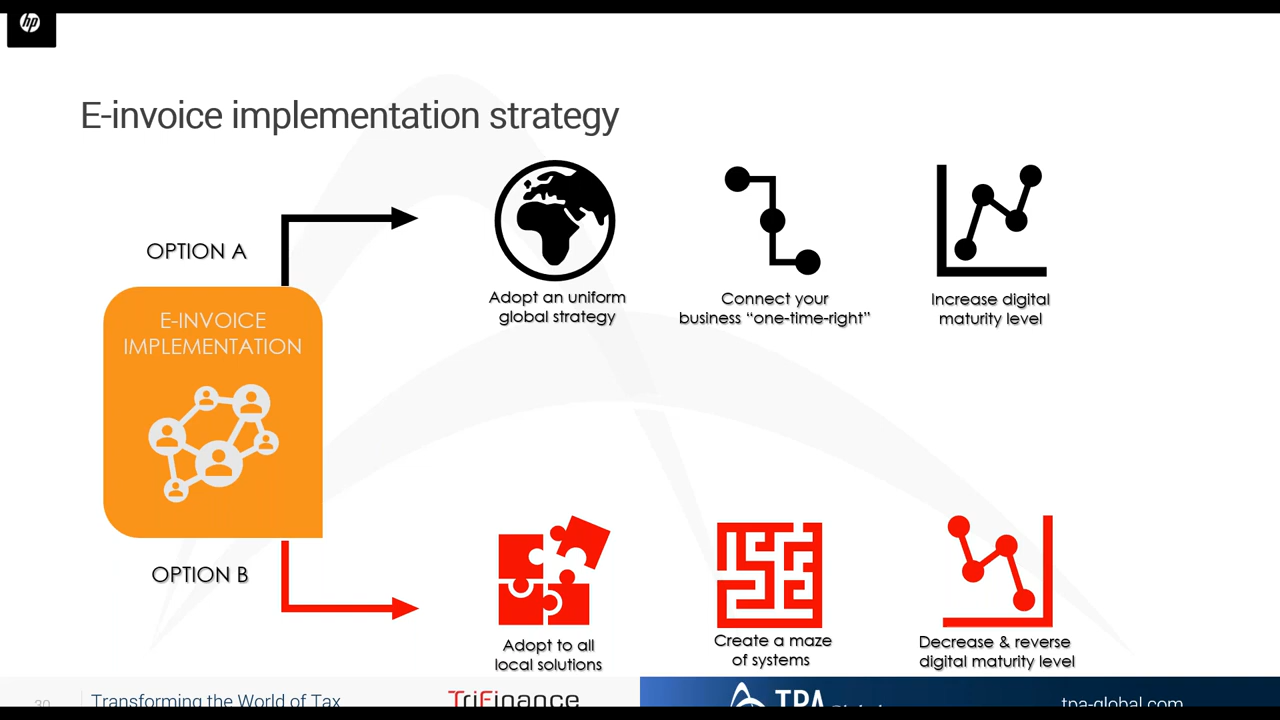 hp
E-invoice implementation strategy
OPTION A
Adopt an uniform
global strategy
Connect your
business “one-time-right”
Increase digital
maturity level
E-INVOICE
IMPLEMENTATION
OPTION B
Adopt to all
local solutions
Create a maze
of systems
Decrease & reverse
digital maturity level
30
Transforming the World of Tax
TriFinance
TPA Global
tpa-global.com